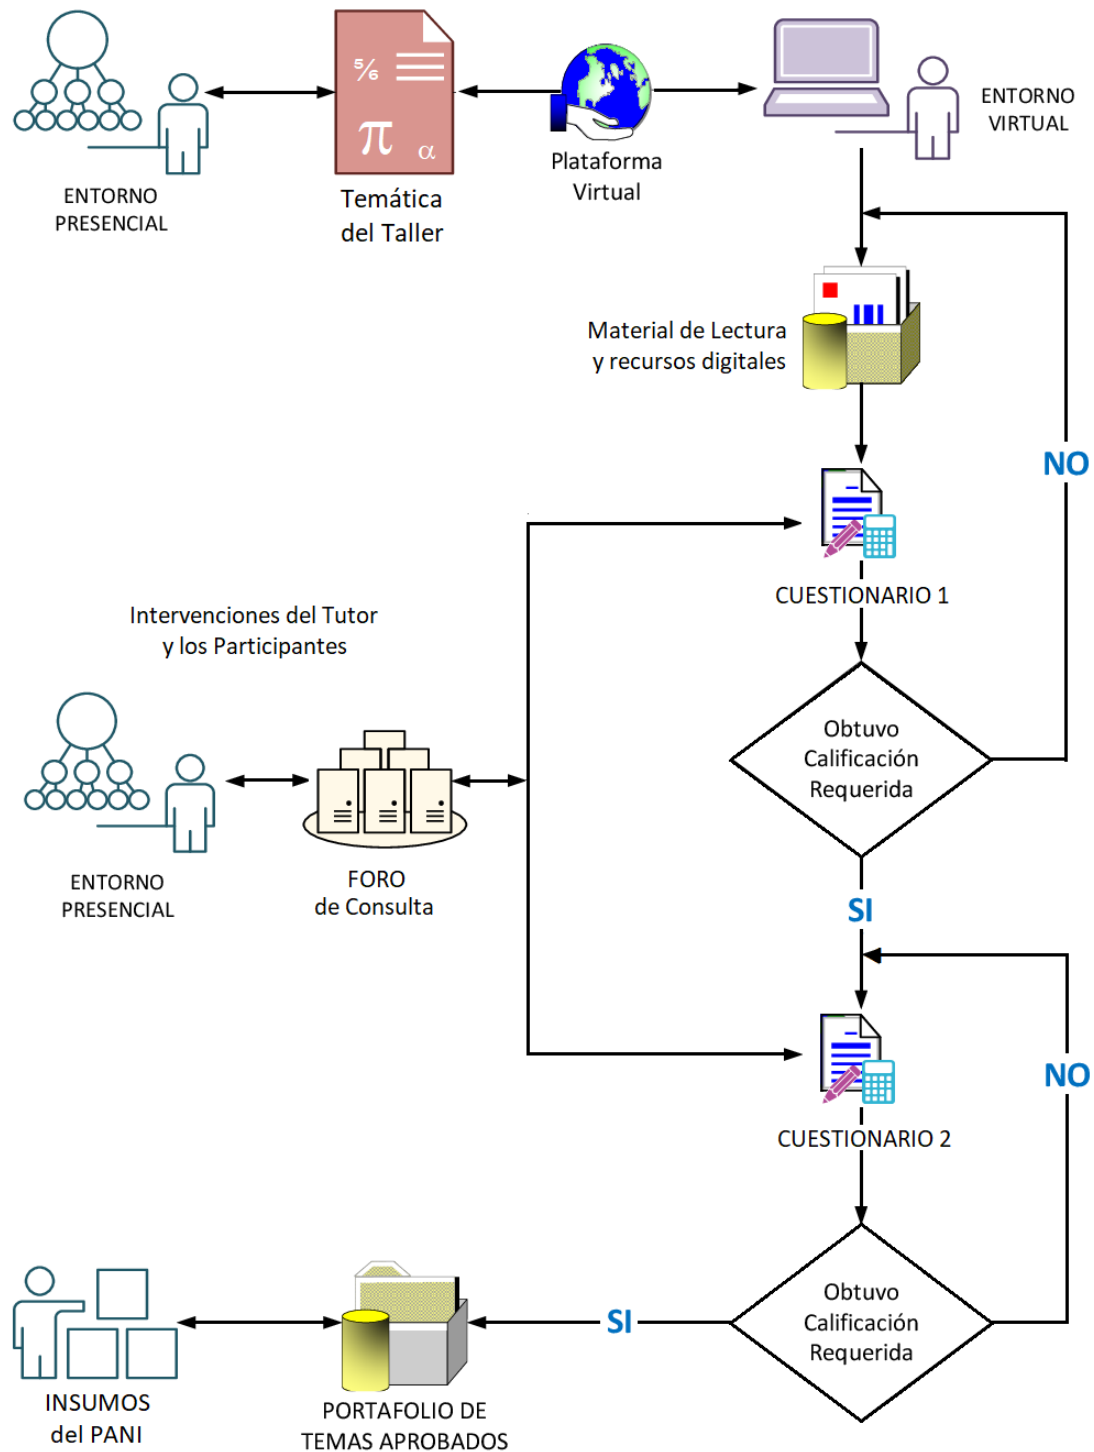 ⅚
π
α
ENTORNO
PRESENCIAL
Temática
del Taller
Plataforma
Virtual
ENTORNO
VIRTUAL
Material de Lectura
y recursos digitales
NO
CUESTIONARIO 1
Intervenciones del Tutor
y los Participantes
Obtuvo
Calificación
Requerida
ENTORNO
PRESENCIAL
FORO
de Consulta
SI
NO
CUESTIONARIO 2
Obtuvo
Calificación
Requerida
SI
INSUMOS
del PANI
PORTAFOLIO DE
TEMAS APROBADOS